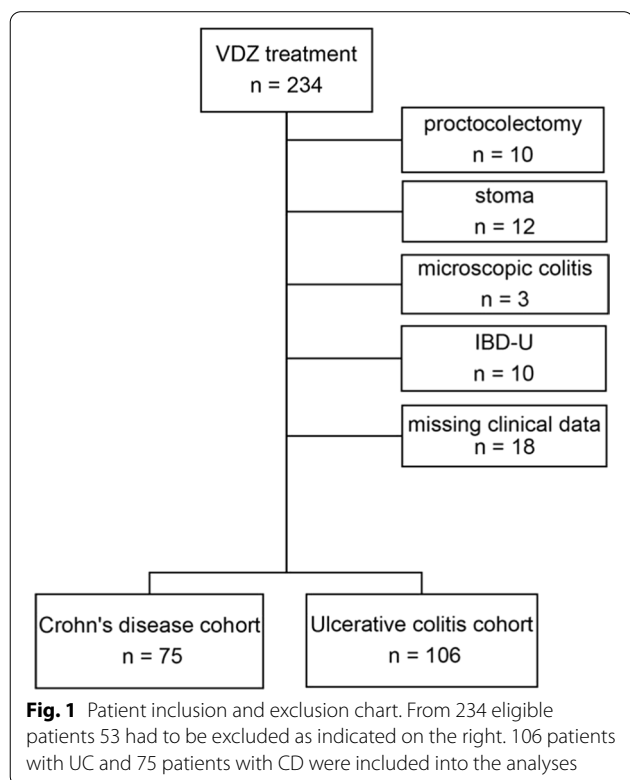 VDZ treatment
n = 234
proctocolectomy
n = 10
stoma
n = 12
microscopic colitis
n = 3
IBD-U
n = 10
missing clinical data
n = 18
Crohn's disease cohort
n = 75
Ulcerative colitis cohort
n = 106
Fig. 1 Patient inclusion and exclusion chart. From 234 eligible
patients 53 had to be excluded as indicated on the right. 106 patients
with UC and 75 patients with CD were included into the analyses